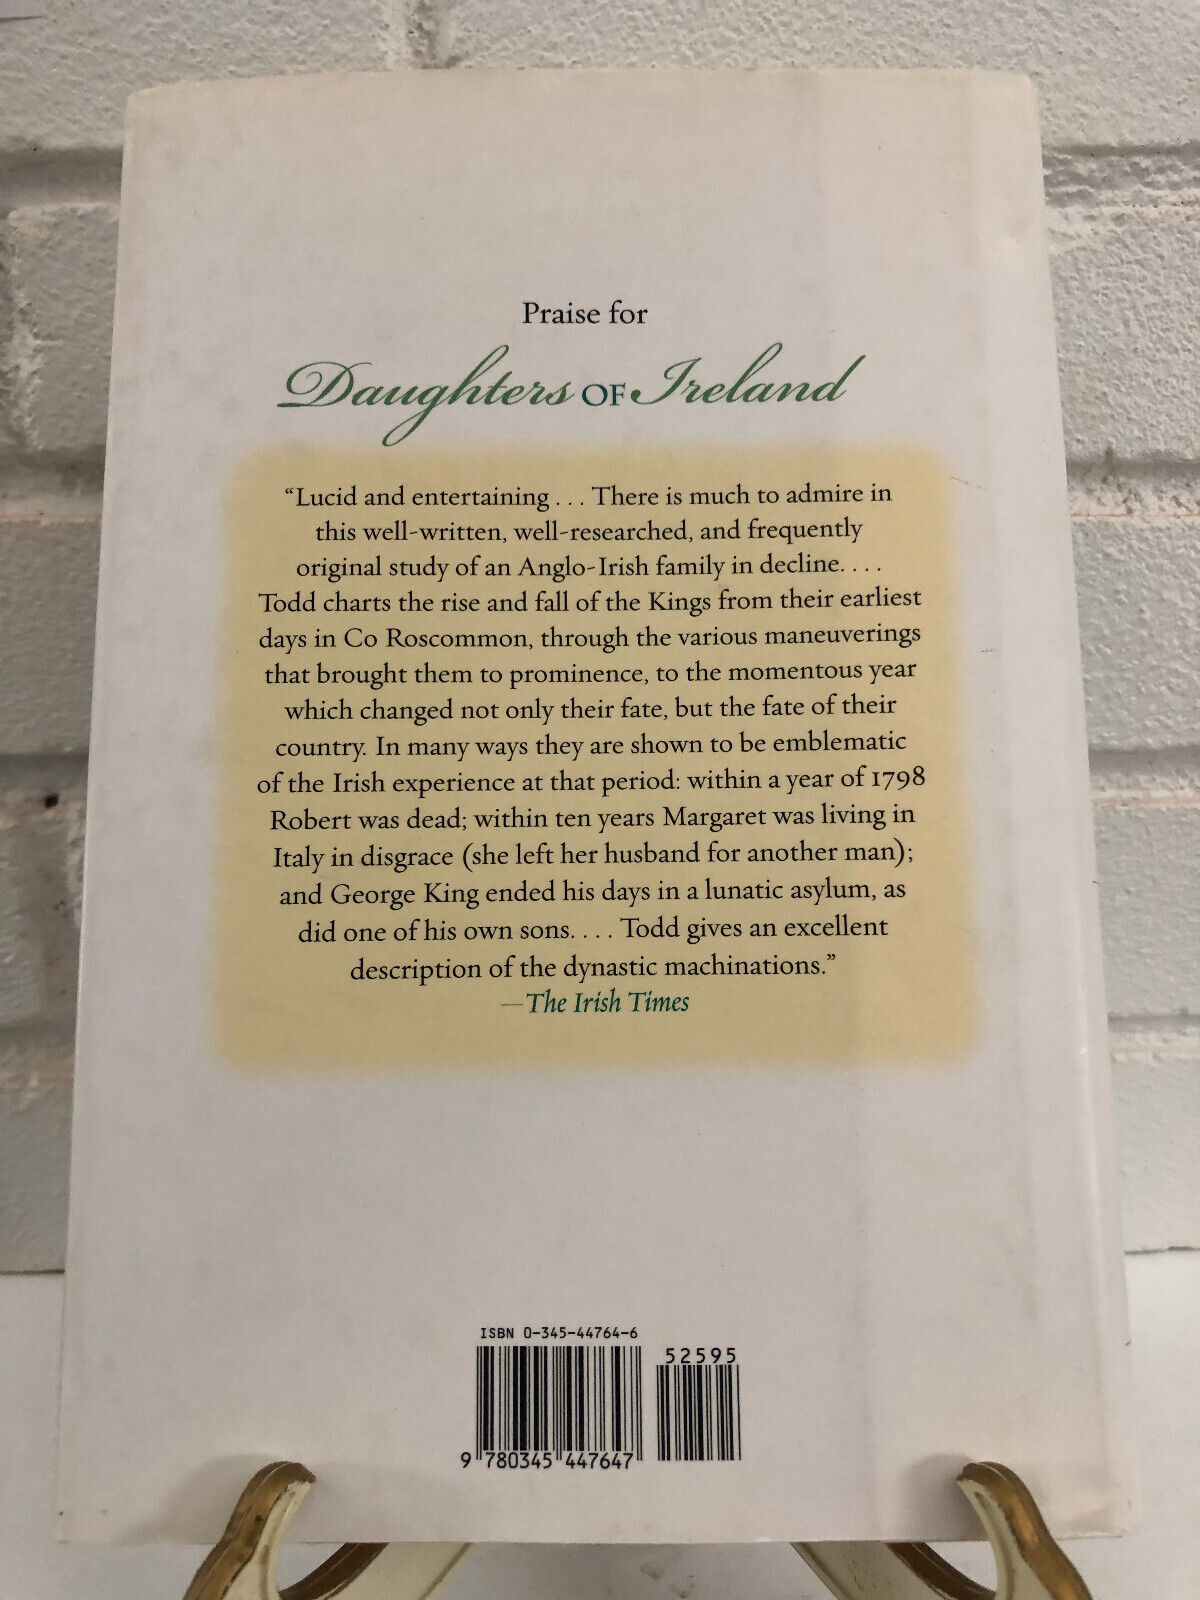 Praise for
Daughters OF Ireland
“Lucid and entertaining . . . There is much to admire in
this well-written, well-researched, and frequently
original study of an Anglo-Irish family in decline. . . .
Todd charts the rise and fall of the Kings from their earliest
days in Co Roscommon, through the various maneuverings
that brought them to prominence, to the momentous year
which changed not only their fate, but the fate of their
country. In many ways they are shown to be emblematic
of the Irish experience at that period: within a year of 1798
Robert was dead; within ten years Margaret was living in
Italy in disgrace (she left her husband for another man);
and George King ended his days in a lunatic asylum, as
did one of his own sons. . . . Todd gives an excellent
description of the dynastic machinations.”
—The Irish Times
ISBN 0-345-44764-6
52595
9 780345 447647